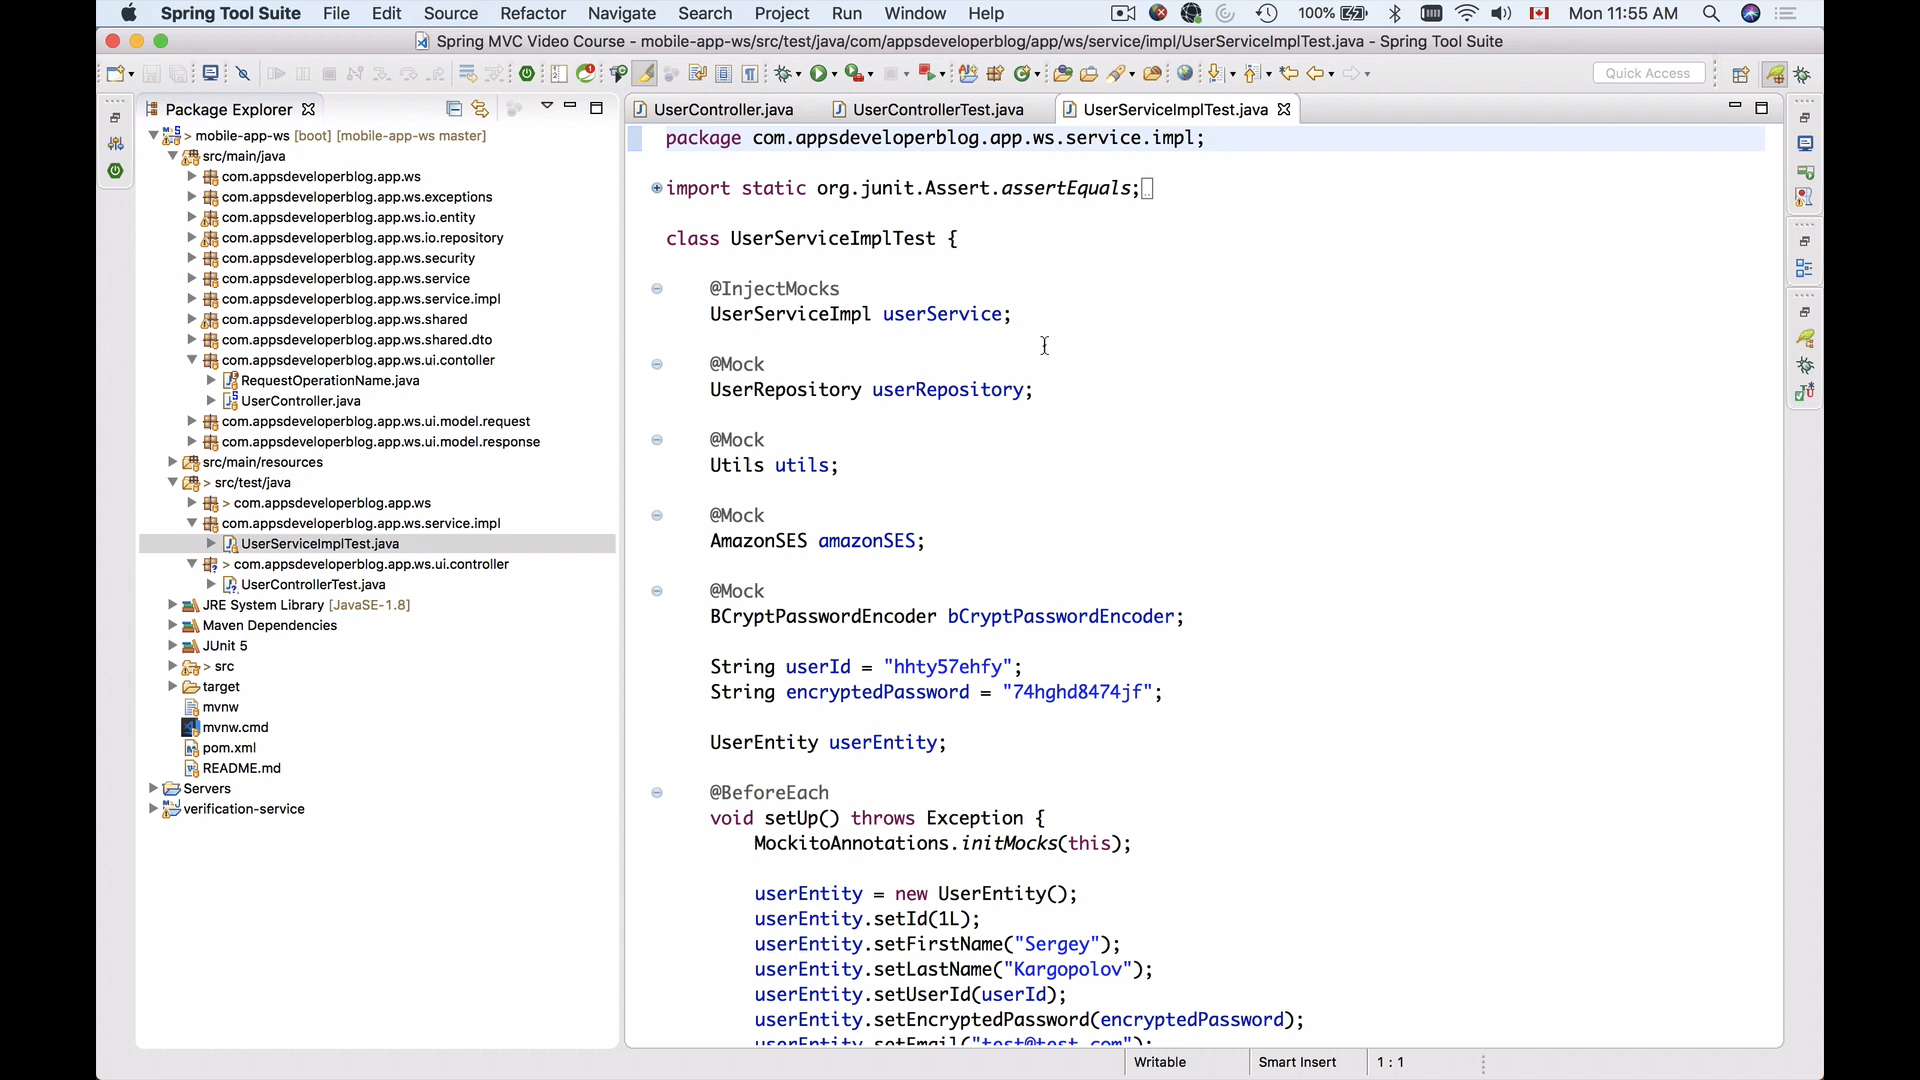 Spring Tool Suite File Edit Source Refactor Navigate Search Project Run Window Help 100% Mon 11:55 AM
Spring MVC Video Course - mobile-app-ws/src/test/java/com/appsdeveloperblog/app/ws/service/impl/UserServiceImplTest.java - Spring Tool Suite
Quick Access
Package Explorer
UserController.java UserControllerTest.java UserServiceImplTest.java
> mobile-app-ws [boot] [mobile-app-ws master]
src/main/java
com.appsdeveloperblog.app.ws
com.appsdeveloperblog.app.ws.exceptions
com.appsdeveloperblog.app.ws.io.entity
com.appsdeveloperblog.app.ws.io.repository
com.appsdeveloperblog.app.ws.security
com.appsdeveloperblog.app.ws.service
com.appsdeveloperblog.app.ws.service.impl
com.appsdeveloperblog.app.ws.shared
com.appsdeveloperblog.app.ws.shared.dto
com.appsdeveloperblog.app.ws.ui.contoller
RequestOperationName.java
UserController.java
com.appsdeveloperblog.app.ws.ui.model.request
com.appsdeveloperblog.app.ws.ui.model.response
src/main/resources
> src/test/java
> com.appsdeveloperblog.app.ws
com.appsdeveloperblog.app.ws.service.impl
UserServiceImplTest.java
> com.appsdeveloperblog.app.ws.ui.controller
UserControllerTest.java
JRE System Library [JavaSE-1.8]
Maven Dependencies
JUnit 5
> src
target
mvnw
mvnw.cmd
pom.xml
README.md
Servers
verification-service
package com.appsdeveloperblog.app.ws.service.impl;
import static org.junit.Assert.assertEquals;
class UserServiceImplTest {
@InjectMocks
UserServiceImpl userService;
@Mock
UserRepository userRepository;
@Mock
Utils utils;
@Mock
AmazonSES amazonSES;
@Mock
BCryptPasswordEncoder bCryptPasswordEncoder;
String userId = "hhty57ehfy";
String encryptedPassword = "74hghd8474jf";
UserEntity userEntity;
@BeforeEach
void setUp() throws Exception {
MockitoAnnotations.initMocks(this);
userEntity = new UserEntity();
userEntity.setId(1L);
userEntity.setFirstName("Sergey");
userEntity.setLastName("Kargopolov");
userEntity.setUserId(userId);
userEntity.setEncryptedPassword(encryptedPassword);
userEntity.setEmail("test@test.com");
Writable Smart Insert 1 : 1